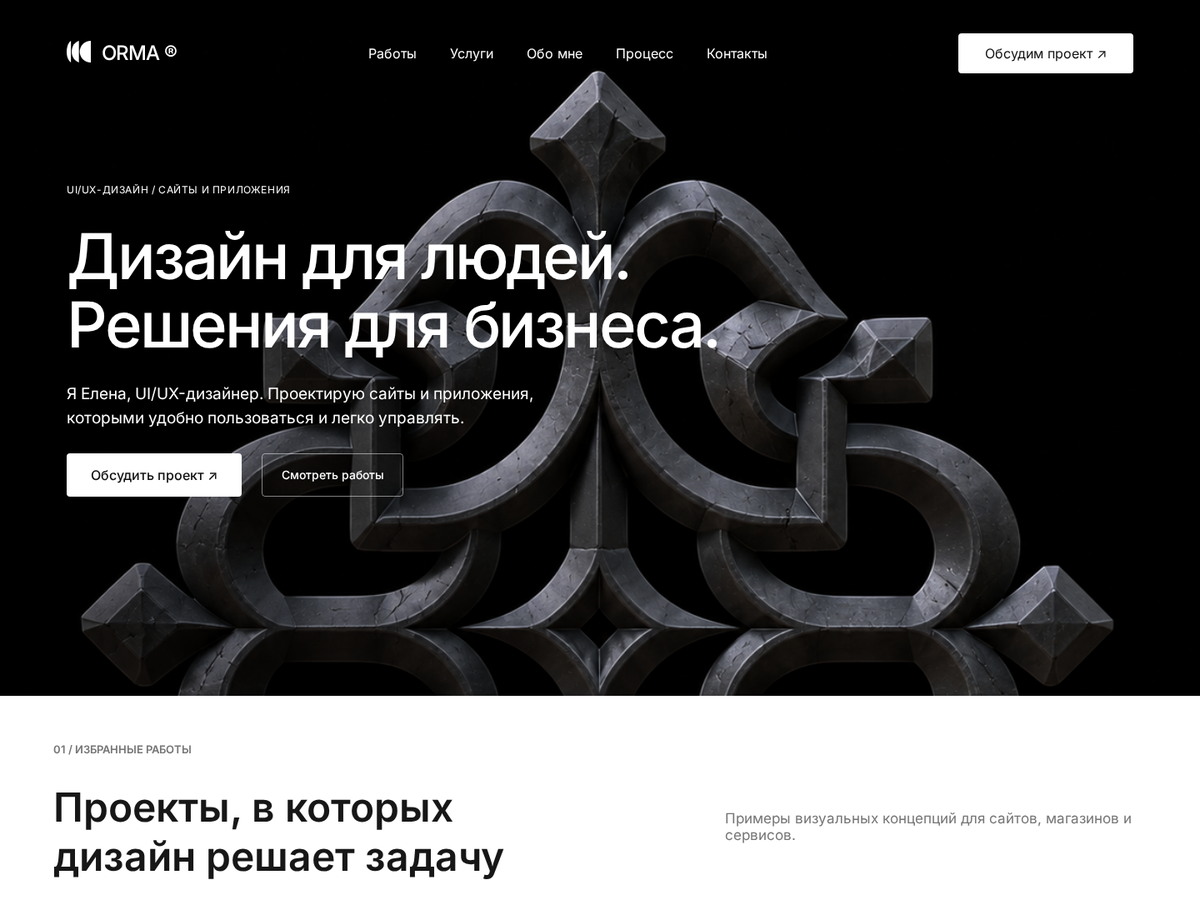 ORMA ®
Работы
Услуги
Обо мне
Процесс
Контакты
Обсудим проект ↗
UI/UX-ДИЗАЙН / САЙТЫ И ПРИЛОЖЕНИЯ
Дизайн для людей.
Решения для бизнеса.
Я Елена, UI/UX-дизайнер. Проектирую сайты и приложения,
которыми удобно пользоваться и легко управлять.
Обсудить проект ↗
Смотреть работы
01 / ИЗБРАННЫЕ РАБОТЫ
Проекты, в которых
дизайн решает задачу
Примеры визуальных концепций для сайтов, магазинов и
сервисов.